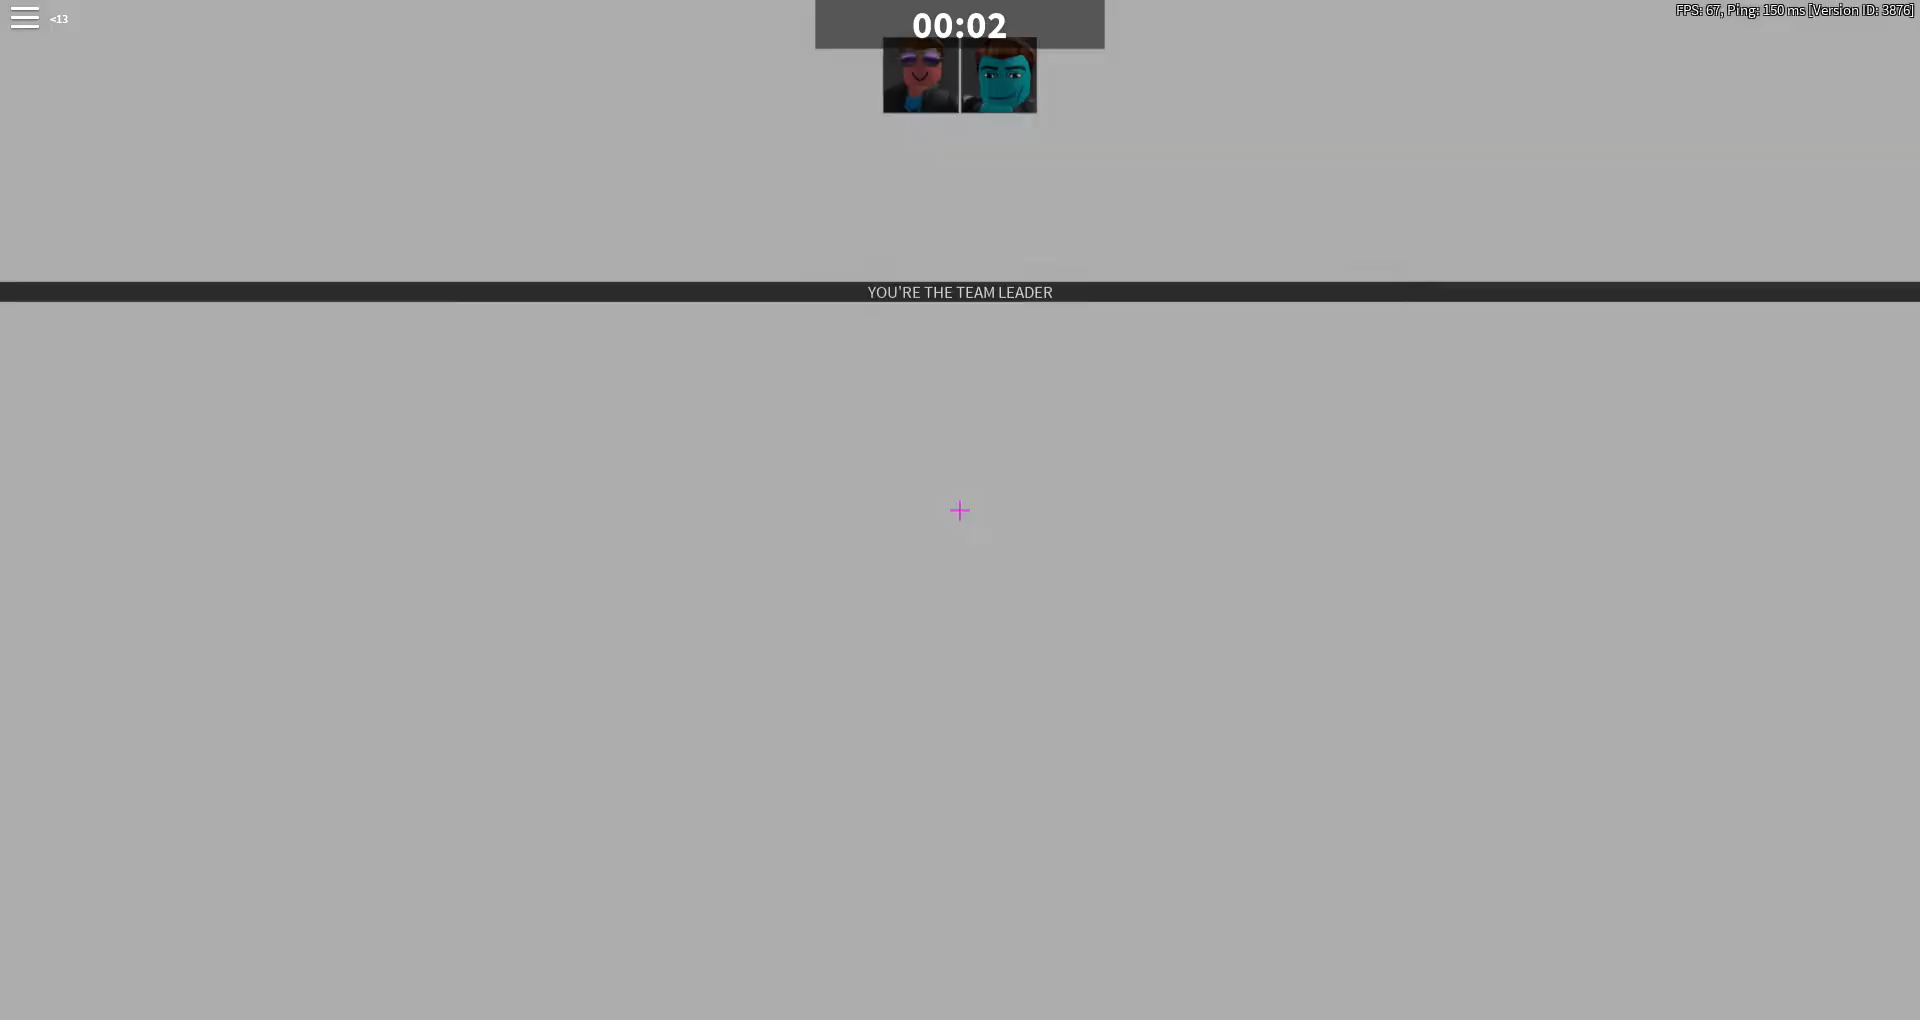 <13
00:02
FPS: 67, Ping: 150 ms [Version ID: 3876]
YOU'RE THE TEAM LEADER